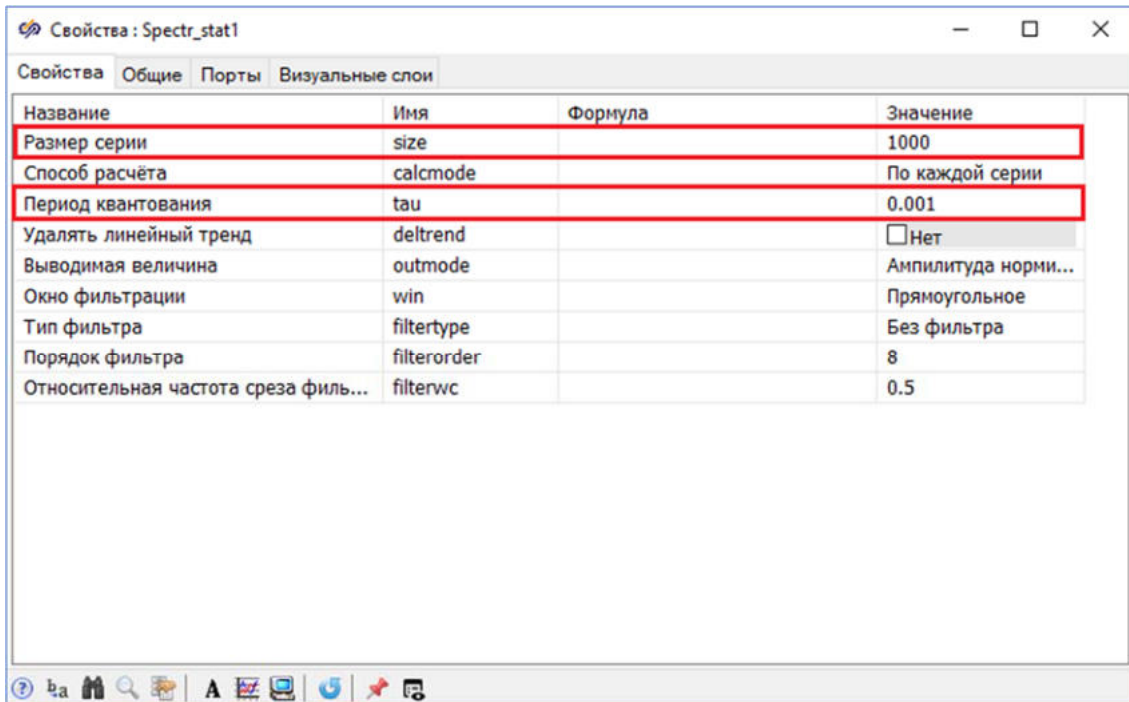 Свойства : Spectr_stat1
Свойства Общие Порты Визуальные слои
Название Имя Формула Значение
Размер серии size 1000
Способ расчёта calcmode По каждой серии
Период квантования tau 0.001
Удалять линейный тренд deltrend Нет
Выводимая величина outmode Ампилитуда норми...
Окно фильтрации win Прямоугольное
Тип фильтра filtertype Без фильтра
Порядок фильтра filterorder 8
Относительная частота среза филь... filterwc 0.5